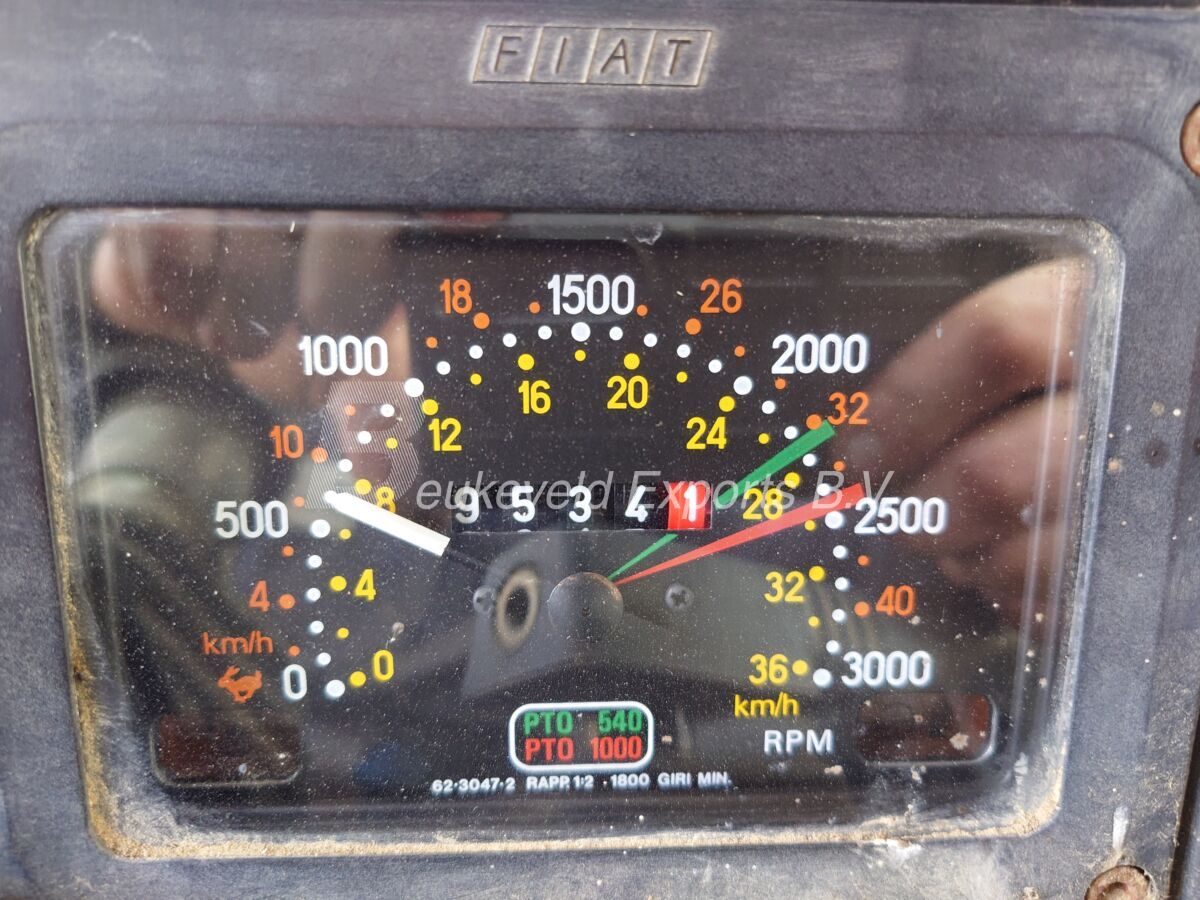 FIAT
18 1500 26
1000 2000
16 20
12 24 32
10
8 28
500 9 5 3 4 1 2500
Beukeveld Exports B.V.
4 4 32 40
km/h
0 0 36 3000
km/h
PTO 540
PTO 1000
RPM
62-3047-2 RAPP. 1:2 · 1800 GIRI MIN.